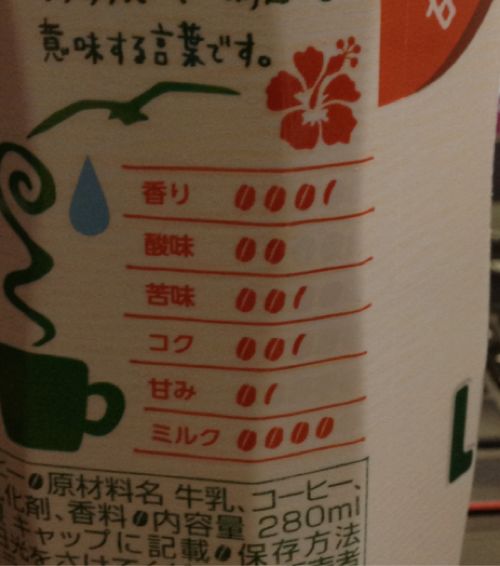 意味する言葉です。
香り
酸味
苦味
コク
甘み
ミルク
原材料名 牛乳、コーヒー、
化剤、香料 内容量 280ml
キャップに記載 保存方法